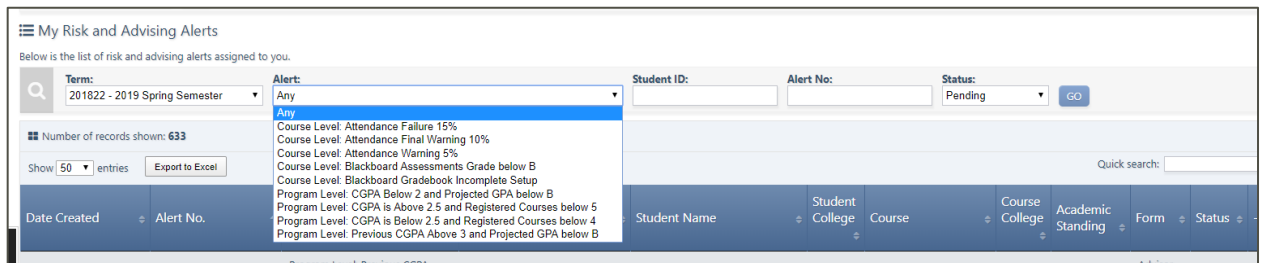 My Risk and Advising Alerts
Below is the list of risk and advising alerts assigned to you.
Term: Alert: Student ID: Alert No: Status:
201822 - 2019 Spring Semester Any Pending GO
Any
Course Level: Attendance Failure 15%
Course Level: Attendance Final Warning 10%
Course Level: Attendance Warning 5%
Course Level: Blackboard Assessments Grade below B
Course Level: Blackboard Gradebook Incomplete Setup
Program Level: CGPA Below 2 and Projected GPA below B
Program Level: CGPA is Above 2.5 and Registered Courses below 5
Program Level: CGPA is Below 2.5 and Registered Courses below 4
Program Level: Previous CGPA Above 3 and Projected GPA below B
Number of records shown: 633
Show 50 entries Export to Excel Quick search:
Date Created Alert No. Student Name Student College Course Course College Academic Standing Form Status